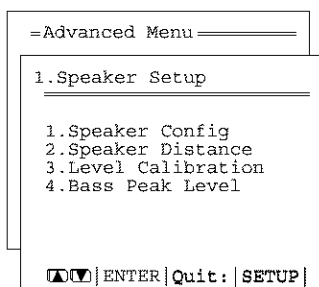 =Advanced Menu
1.Speaker Setup
1.Speaker Config
2.Speaker Distance
3.Level Calibration
4.Bass Peak Level
▲▼|ENTER|Quit:|SETUP|